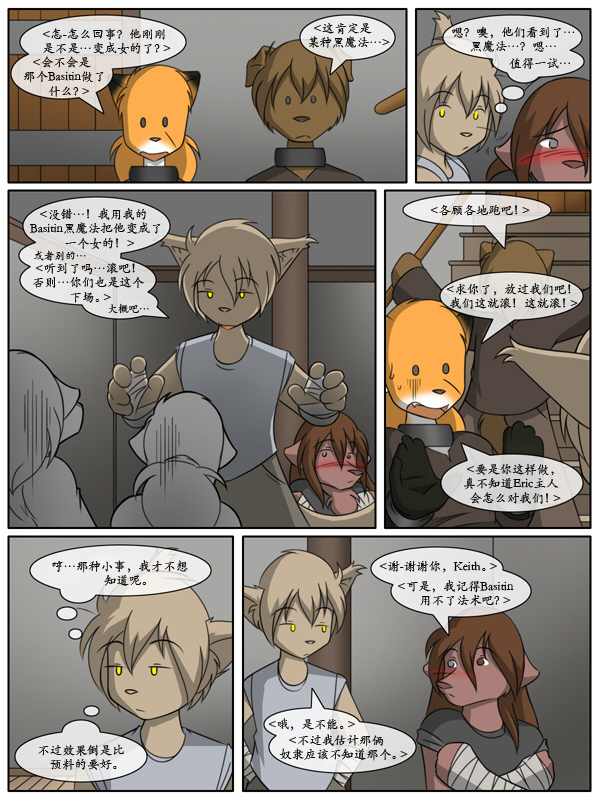 <怎-怎么回事？他刚刚
是不是…变成女的了？>
<会不会是
那个Basitin做了
什么？>
<这肯定是
某种黑魔法…>
嗯？噢，他们看到了…
黑魔法…？嗯…
值得一试…
<没错…！我用我的
Basitin黑魔法把他变成了
一个女的！>
或者别的…
<听到了吗…滚吧！
否则…你们也是这个
下场。>
大概吧…
<各顾各地跑吧！>
<求你了，放过我们吧！
我们这就滚！这就滚！>
<要是你这样做，
真不知道Eric主人
会怎么对我们！>
哼…那种小事，我才不想
知道呢。
不过效果倒是比
预料的要好。
<谢-谢谢你，Keith。>
<可是，我记得Basitin
用不了法术吧？>
<哦，是不能。>
<不过我估计那俩
奴隶应该不知道那个。>